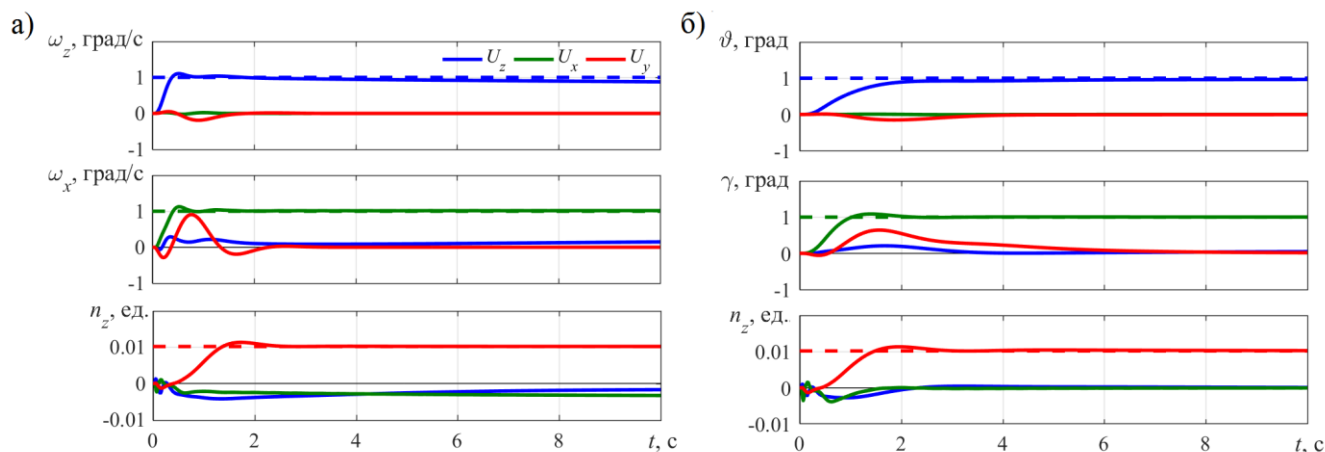 а)
ω_z, град/с
U_z U_x U_y
1
0
-1
ω_x, град/с
1
0
-1
n_z, ед.
0.01
0
-0.01
0 2 4 6 8 t, с
б)
ϑ, град
1
0
-1
γ, град
1
0
-1
n_z, ед.
0.01
0
-0.01
0 2 4 6 8 t, с